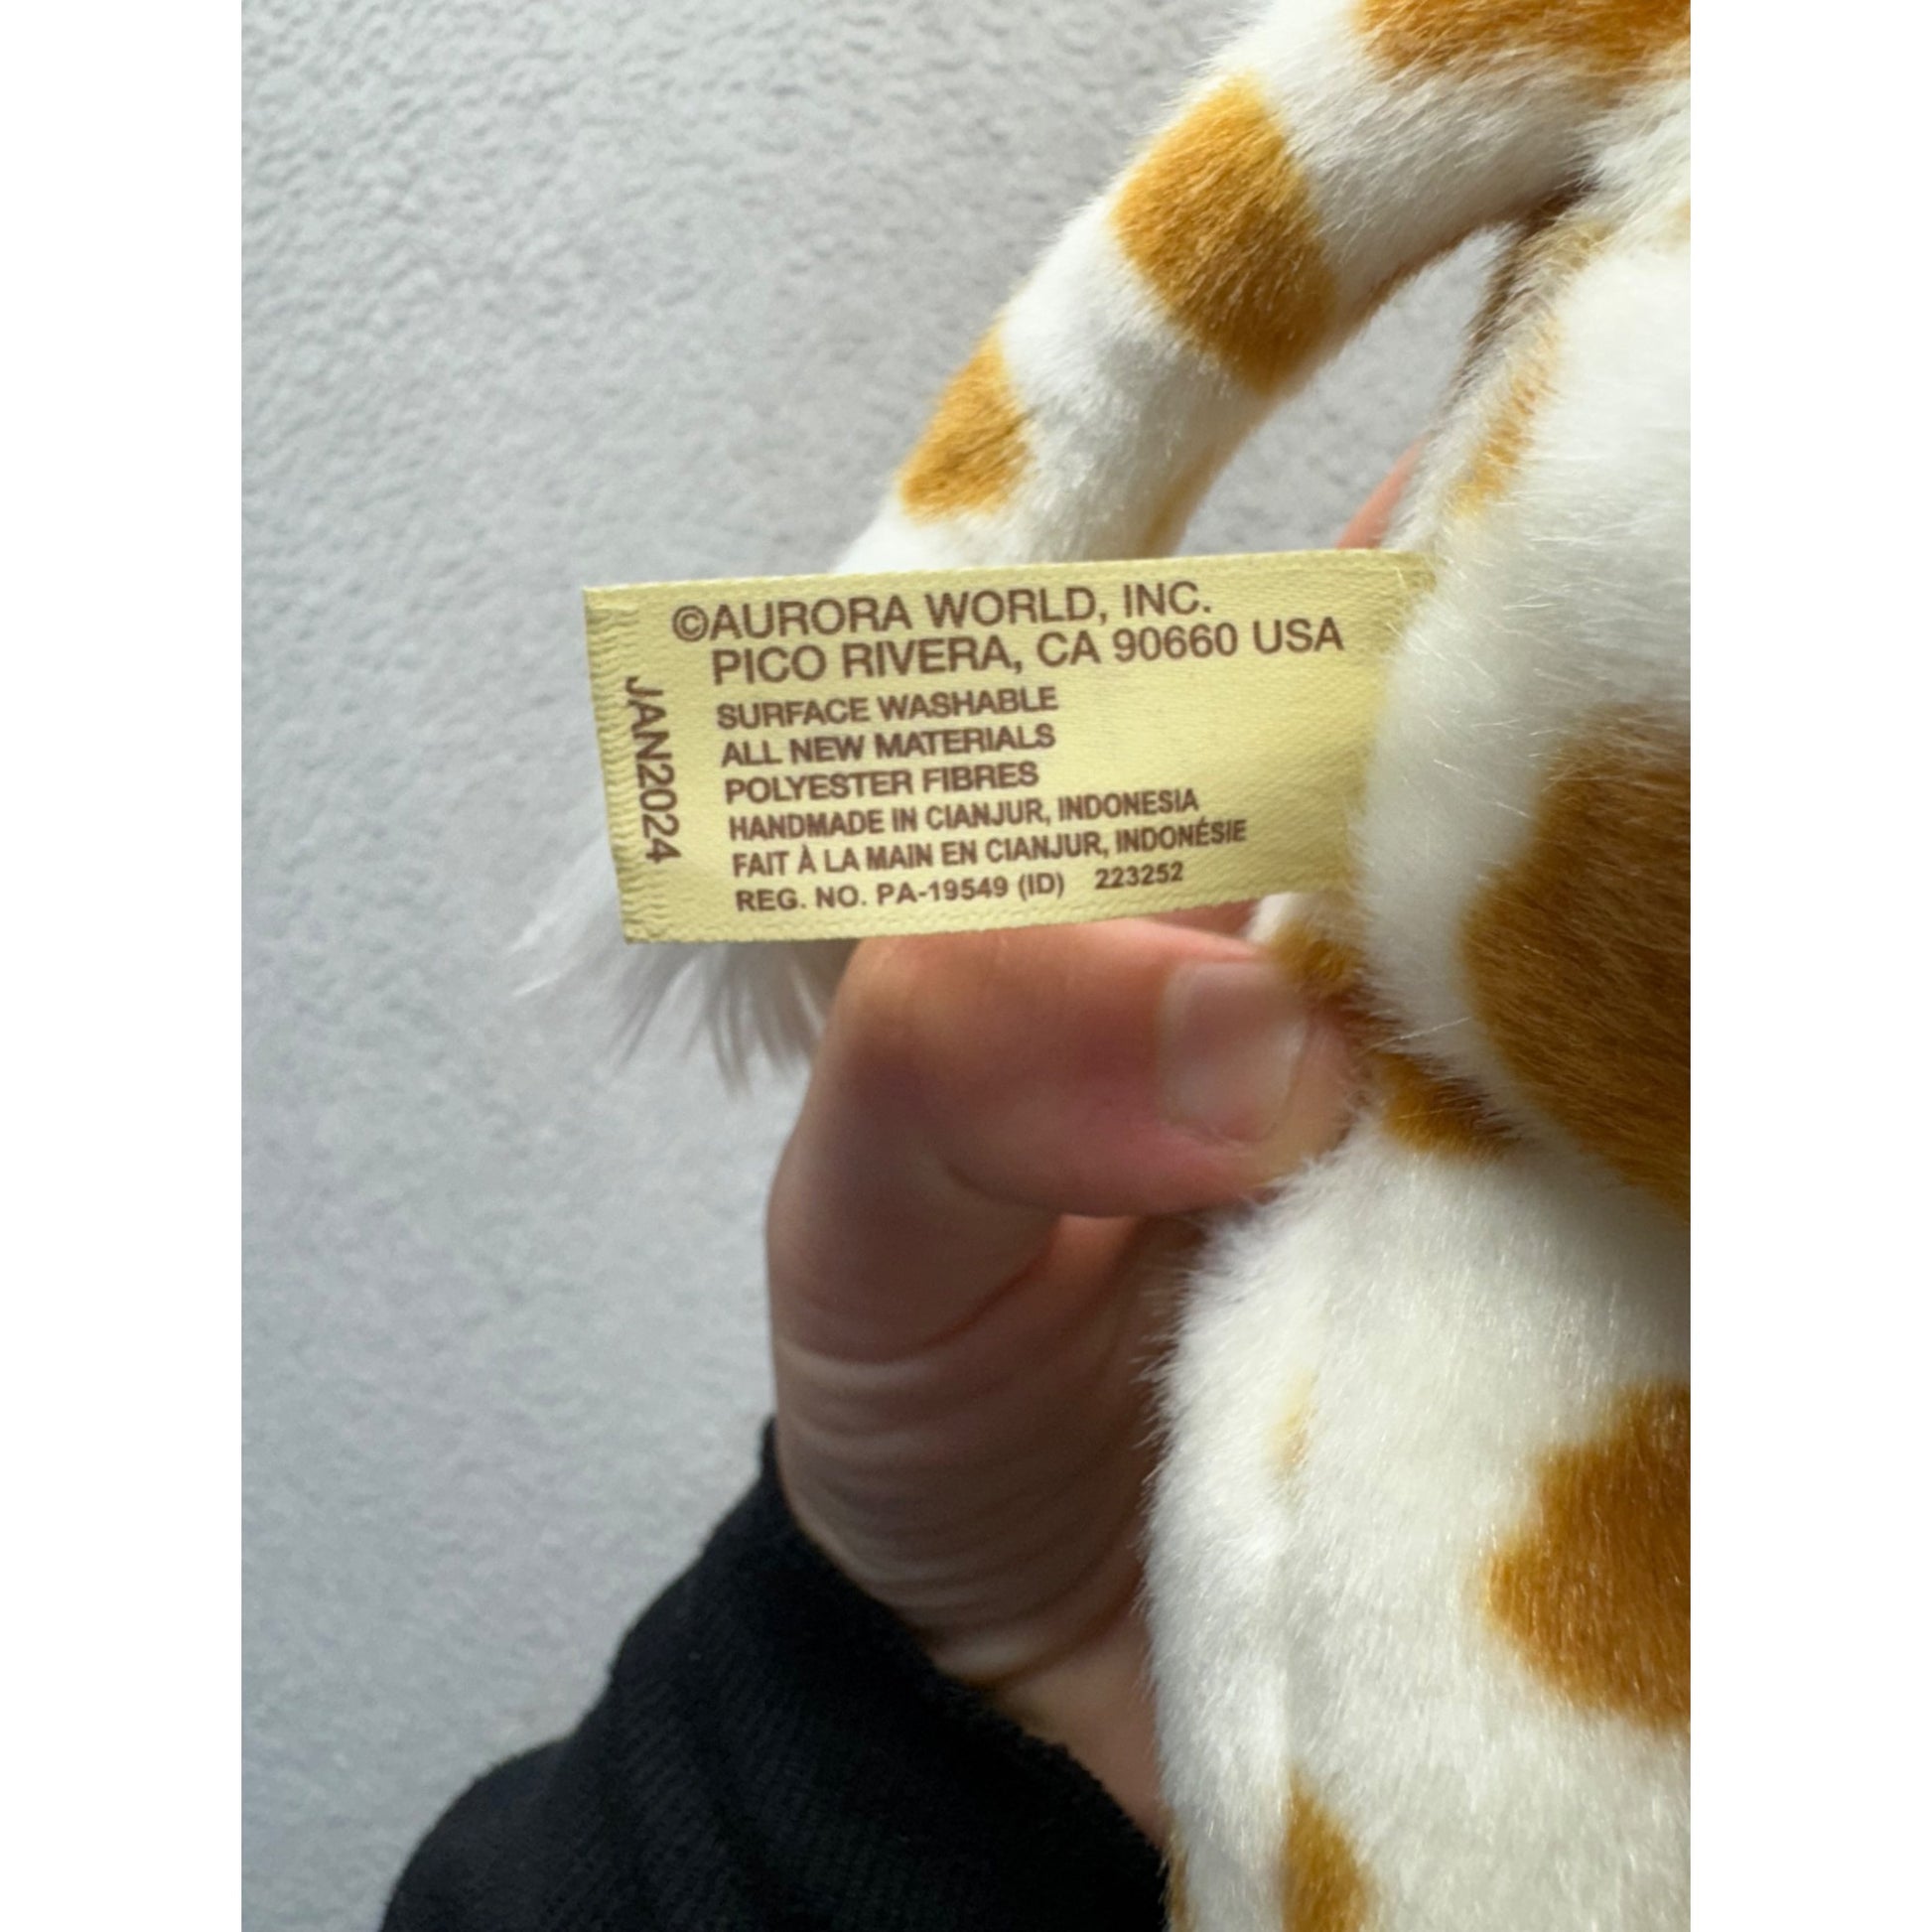 ©AURORA WORLD, INC.
PICO RIVERA, CA 90660 USA
SURFACE WASHABLE
ALL NEW MATERIALS
POLYESTER FIBRES
HANDMADE IN CIANJUR, INDONESIA
FAIT À LA MAIN EN CIANJUR, INDONÉSIE
REG. NO. PA-19549 (ID) 223252
JAN2024